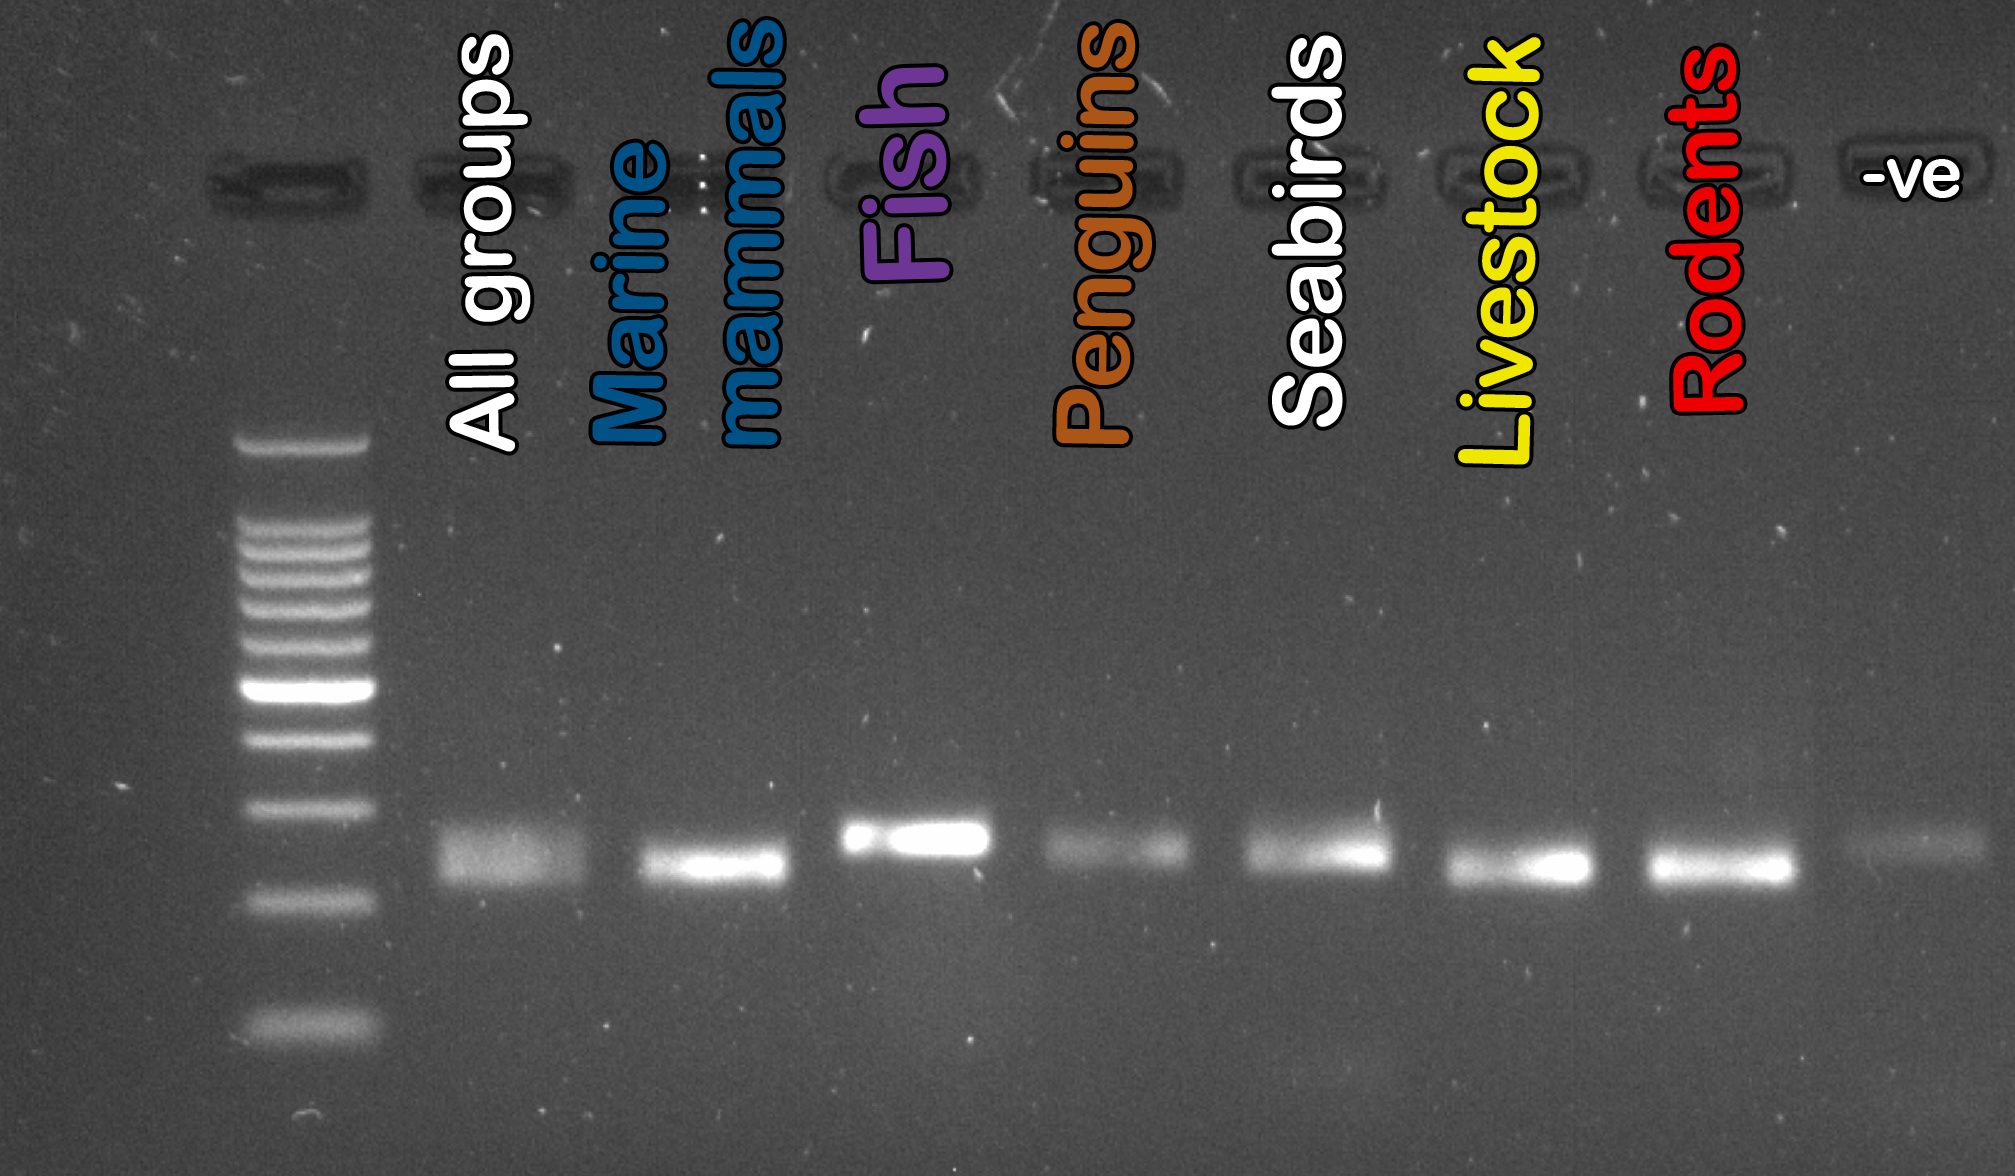 All groups
Marine
mammals
Fish
Penguins
Seabirds
Livestock
Rodents
-ve